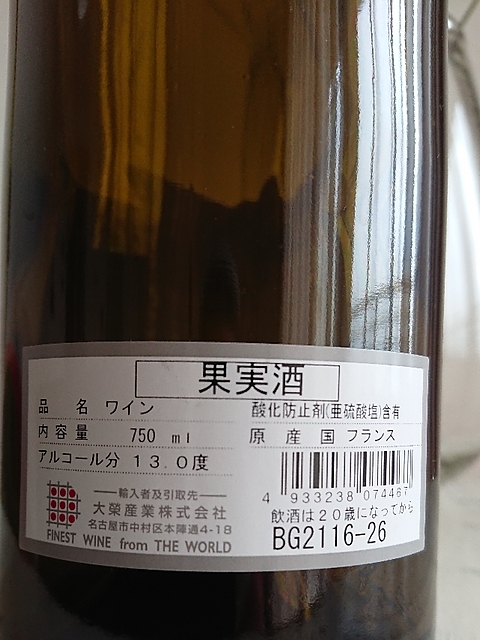 果実酒
品名 ワイン
酸化防止剤(亜硫酸塩)含有
内容量 750 ml
原産国 フランス
アルコール分 13.0度
4 933238 074467
輸入者及引取先
大榮産業株式会社
名古屋市中村区本陣通4-18
FINEST WINE from THE WORLD
飲酒は20歳になってから
BG2116-26